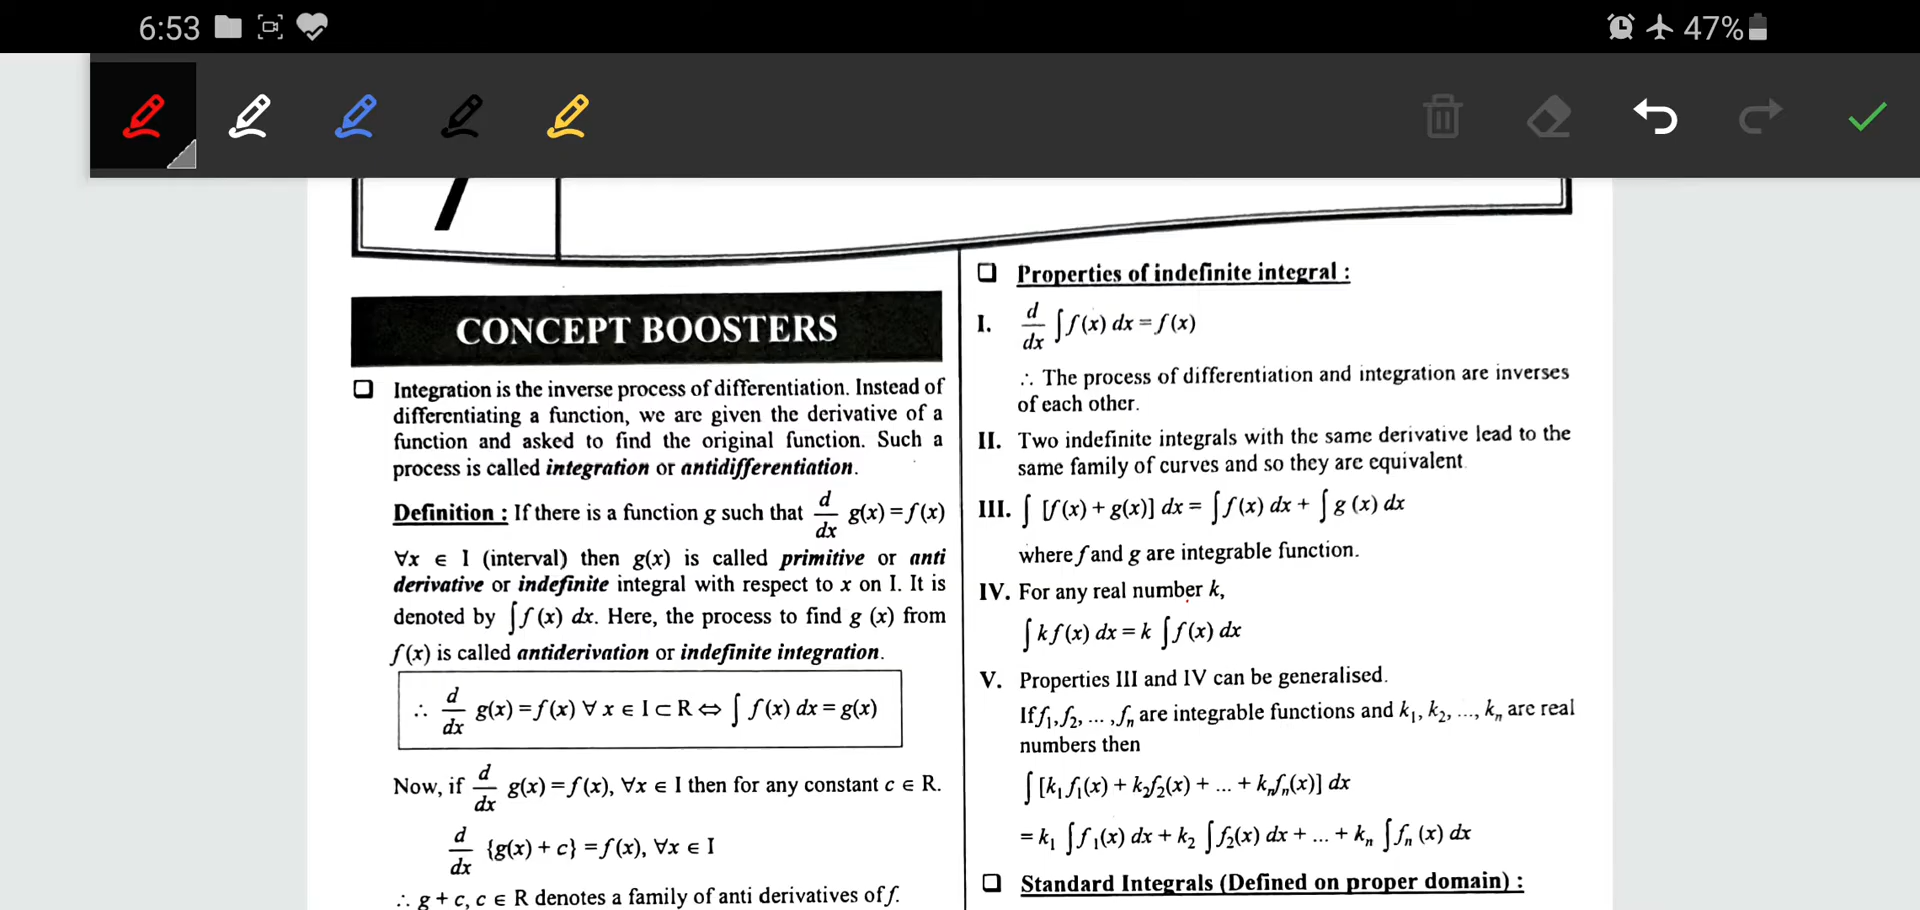 6:53
47%
7
CONCEPT BOOSTERS
❑ Integration is the inverse process of differentiation. Instead of
differentiating a function, we are given the derivative of a
function and asked to find the original function. Such a
process is called integration or antidifferentiation.
Definition : If there is a function g such that d/dx g(x) = f(x)
∀x ∈ I (interval) then g(x) is called primitive or anti
derivative or indefinite integral with respect to x on I. It is
denoted by ∫ f (x) dx. Here, the process to find g (x) from
f (x) is called antiderivation or indefinite integration.
∴ d/dx g(x) = f(x) ∀ x ∈ I ⊂ R ⇔ ∫ f(x) dx = g(x)
Now, if d/dx g(x) = f(x), ∀x ∈ I then for any constant c ∈ R.
d/dx {g(x) + c} = f(x), ∀x ∈ I
∴ g + c, c ∈ R denotes a family of anti derivatives of f.
❑ Properties of indefinite integral :
I. d/dx ∫ f(x) dx = f(x)
∴ The process of differentiation and integration are inverses
of each other.
II. Two indefinite integrals with the same derivative lead to the
same family of curves and so they are equivalent.
III. ∫ [f(x) + g(x)] dx = ∫ f(x) dx + ∫ g (x) dx
where f and g are integrable function.
IV. For any real number k,
∫ k f(x) dx = k ∫ f(x) dx
V. Properties III and IV can be generalised.
If f₁, f₂, ... , fₙ are integrable functions and k₁, k₂, ..., kₙ are real
numbers then
∫ [k₁ f₁(x) + k₂f₂(x) + ... + kₙfₙ(x)] dx
= k₁ ∫ f₁(x) dx + k₂ ∫ f₂(x) dx + ... + kₙ ∫ fₙ (x) dx
❑ Standard Integrals (Defined on proper domain) :